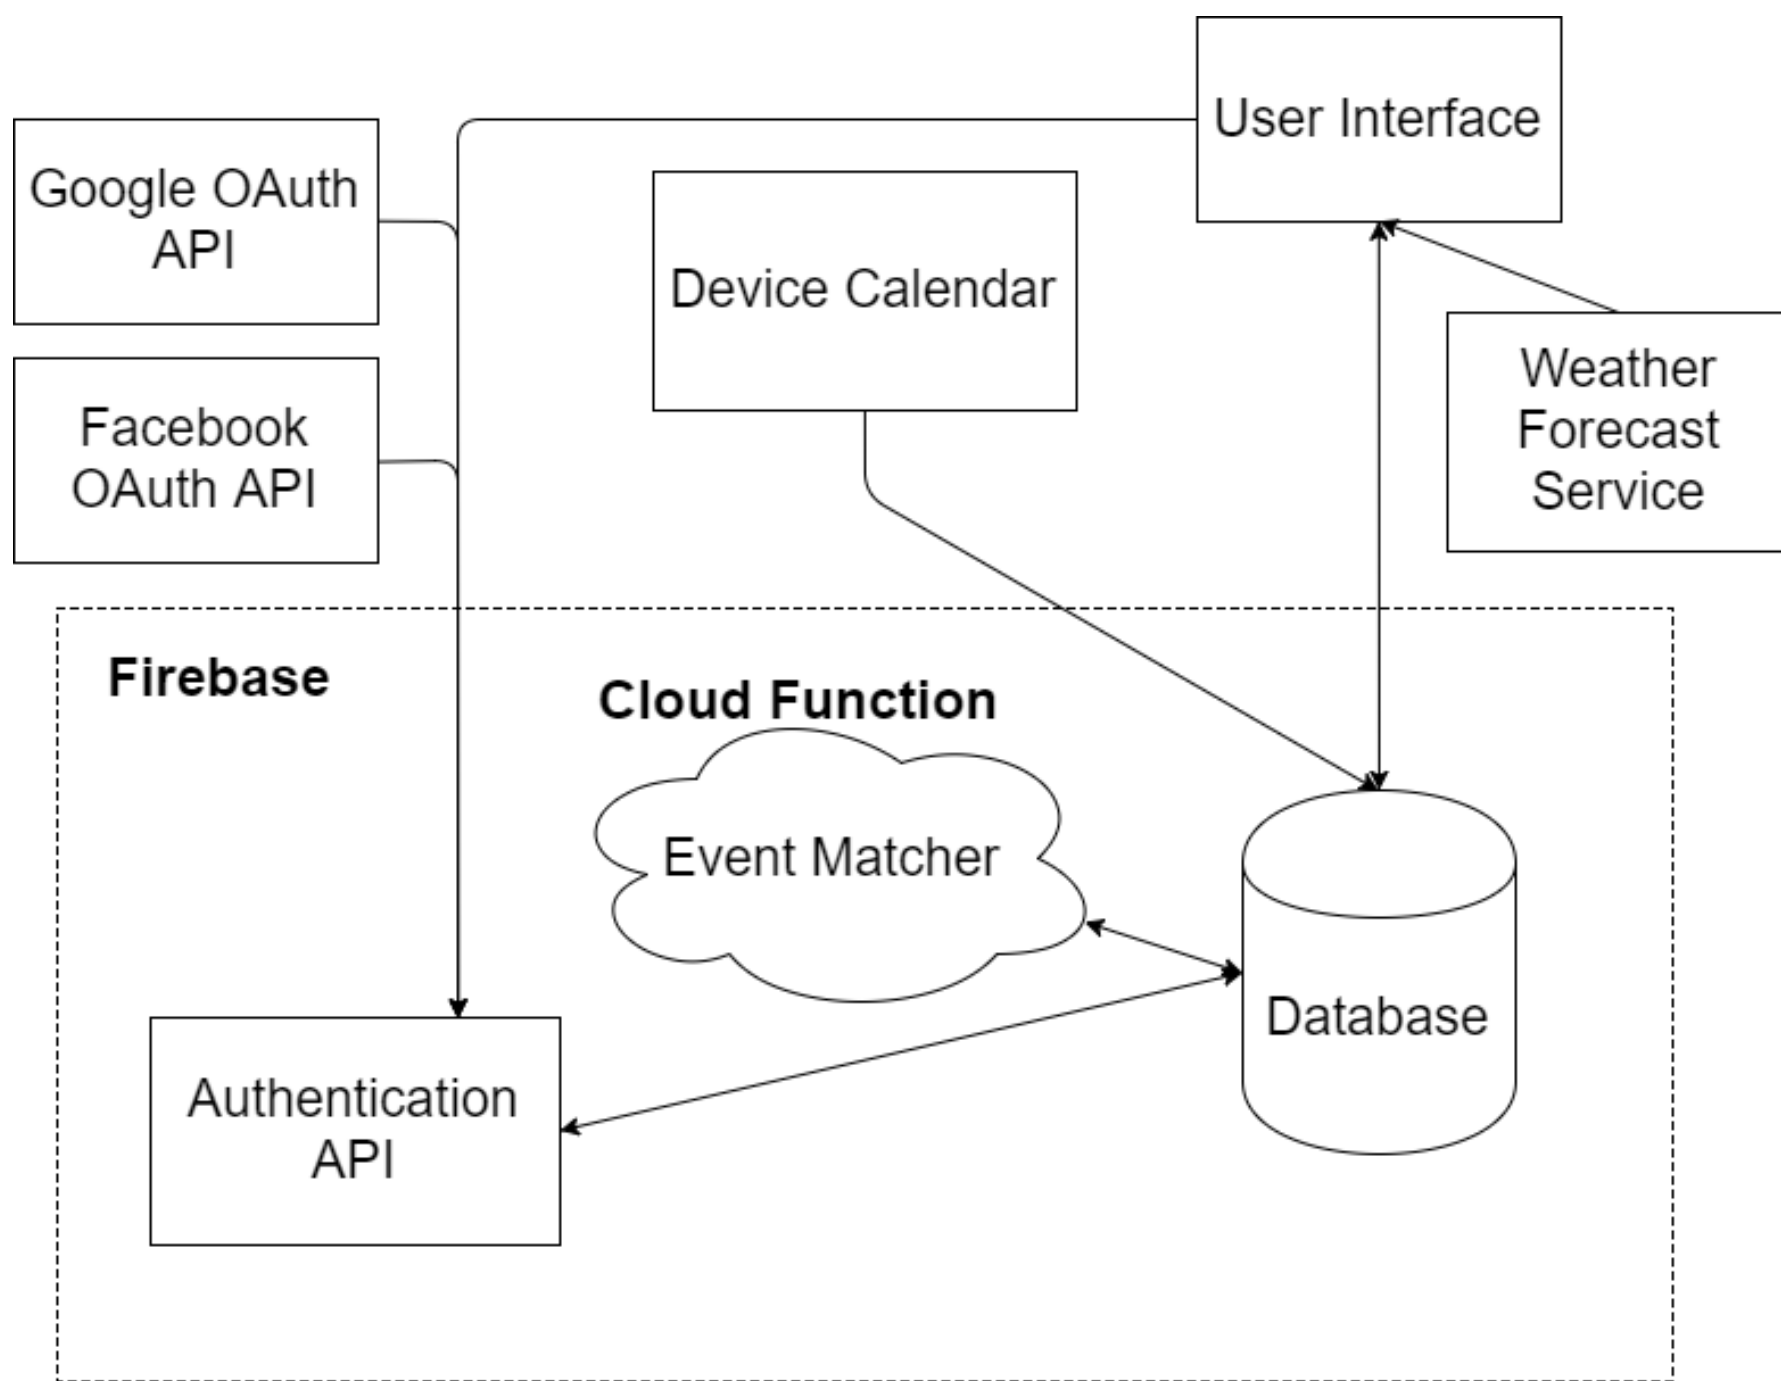 User Interface
Google OAuth
API
Device Calendar
Weather
Forecast
Service
Facebook
OAuth API
Firebase
Cloud Function
Event Matcher
Database
Authentication
API